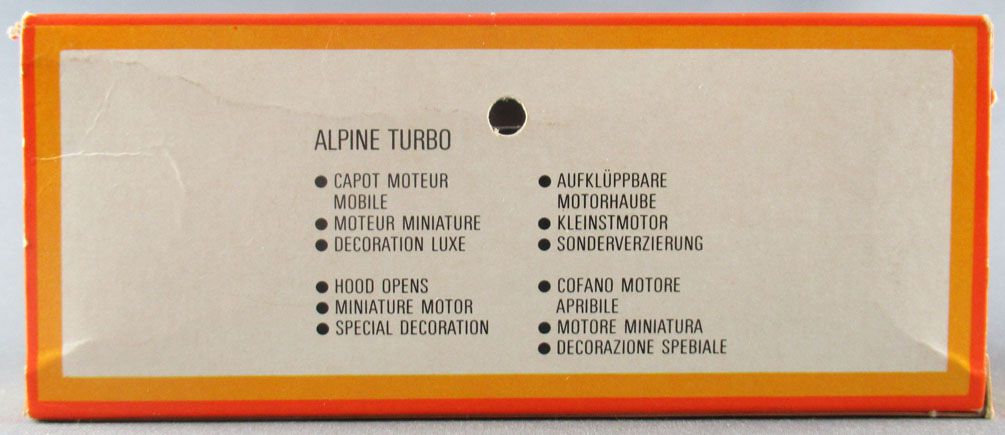 ALPINE TURBO
● CAPOT MOTEUR
MOBILE
● MOTEUR MINIATURE
● DECORATION LUXE
● AUFKLÜPPBARE
MOTORHAUBE
● KLEINSTMOTOR
● SONDERVERZIERUNG
● HOOD OPENS
● MINIATURE MOTOR
● SPECIAL DECORATION
● COFANO MOTORE
APRIBILE
● MOTORE MINIATURA
● DECORAZIONE SPEBIALE